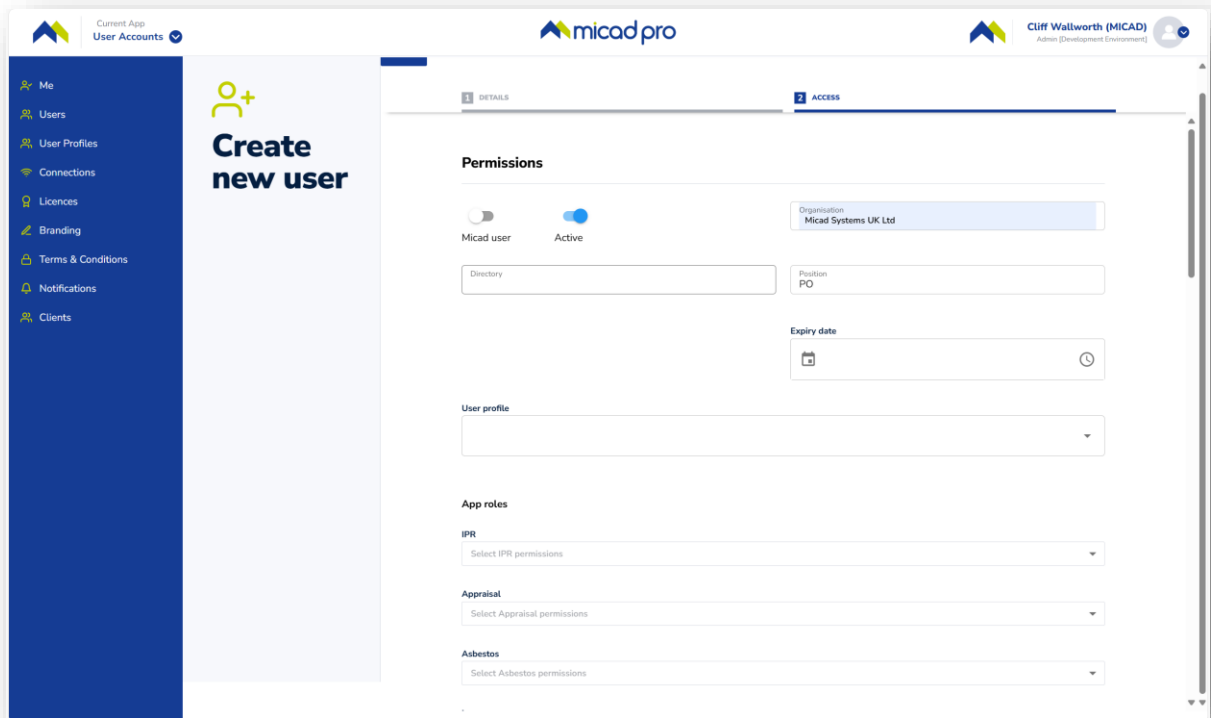 Current App
User Accounts
micad pro
Cliff Wallworth (MICAD)
Admin [Development Environment]
Me
Users
User Profiles
Connections
Licences
Branding
Terms & Conditions
Notifications
Clients
Create
new user
1 DETAILS
2 ACCESS
Permissions
Micad user
Active
Organisation
Micad Systems UK Ltd
Directory
Position
PO
Expiry date
User profile
App roles
IPR
Select IPR permissions
Appraisal
Select Appraisal permissions
Asbestos
Select Asbestos permissions